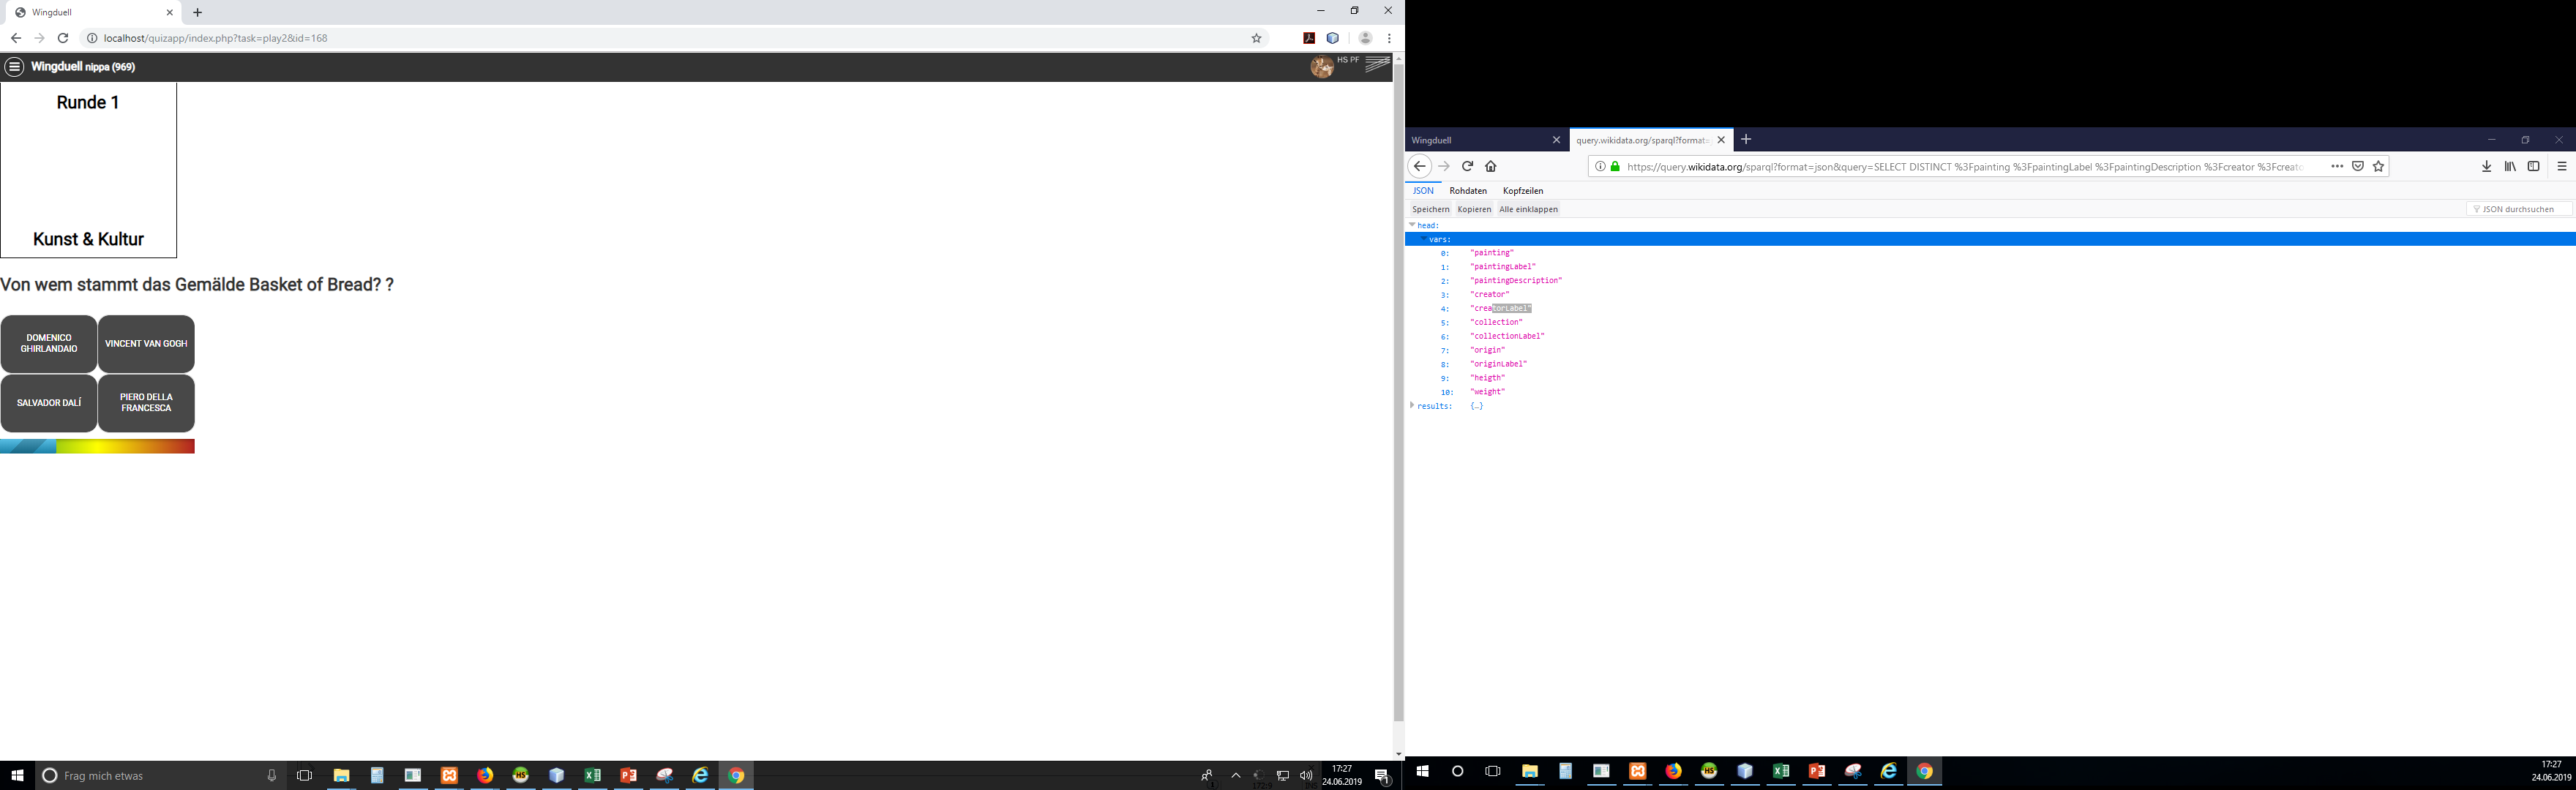 Wingduell
localhost/quizapp/index.php?task=play2&id=168
Wingduell nippa (969)
HS PF
Runde 1
Kunst & Kultur
Von wem stammt das Gemälde Basket of Bread? ?
DOMENICO
GHIRLANDAIO
VINCENT VAN GOGH
SALVADOR DALÍ
PIERO DELLA
FRANCESCA
Frag mich etwas
17:27
24.06.2019
Wingduell
query.wikidata.org/sparql?format=
https://query.wikidata.org/sparql?format=json&query=SELECT DISTINCT %3Fpainting %3FpaintingLabel %3FpaintingDescription %3Fcreator %3Fcreato
JSON Rohdaten Kopfzeilen
Speichern Kopieren Alle einklappen
JSON durchsuchen
head:
vars:
0: "painting"
1: "paintingLabel"
2: "paintingDescription"
3: "creator"
4: "creatorLabel"
5: "collection"
6: "collectionLabel"
7: "origin"
8: "originLabel"
9: "heigth"
10: "weight"
results: {…}
17:27
24.06.2019